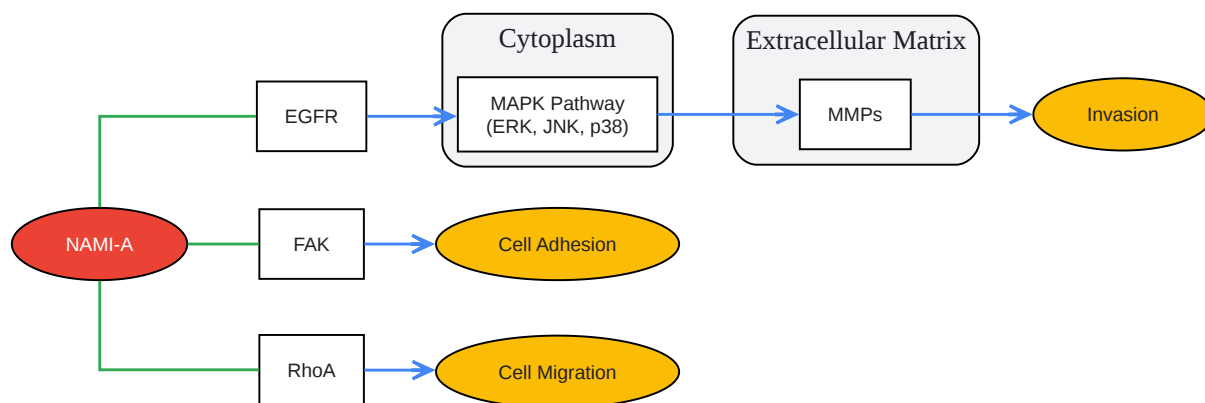 Cytoplasm
Extracellular Matrix
EGFR
MAPK Pathway
(ERK, JNK, p38)
MMPs
Invasion
NAMI-A
FAK
Cell Adhesion
RhoA
Cell Migration